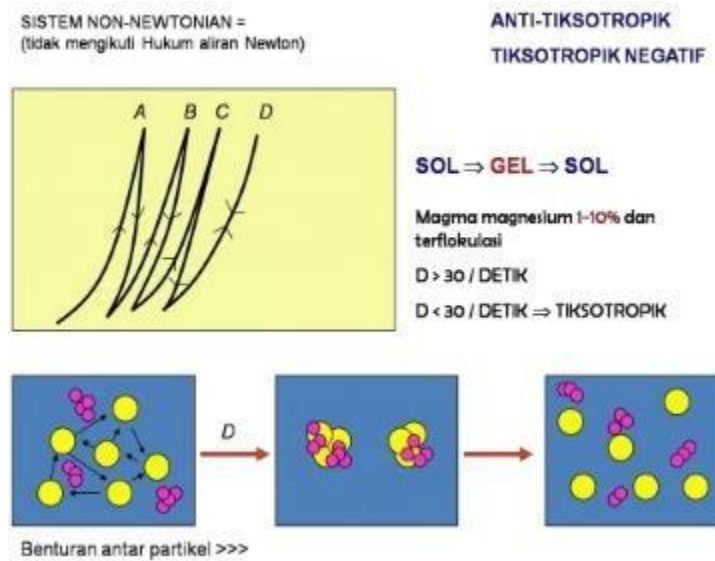 SISTEM NON-NEWTONIAN =
(tidak mengikuti Hukum aliran Newton)
ANTI-TIKSOTROPIK
TIKSOTROPIK NEGATIF
A B C D
SOL ⇒ GEL ⇒ SOL
Magma magnesium 1-10% dan
terflokulasi
D > 30 / DETIK
D < 30 / DETIK ⇒ TIKSOTROPIK
D
Benturan antar partikel >>>